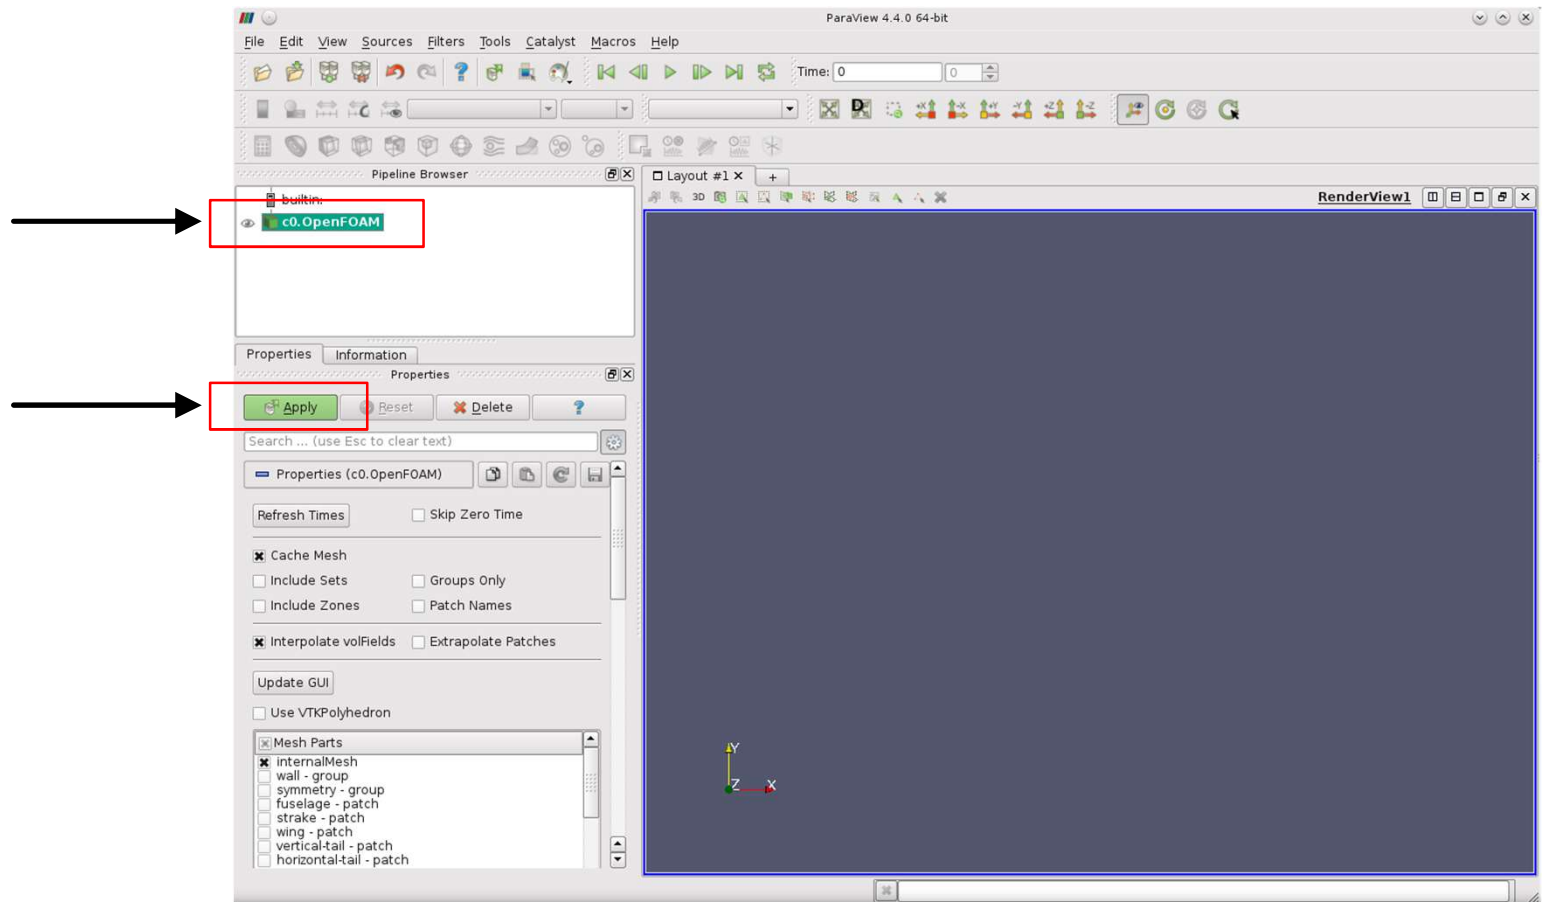 ParaView 4.4.0 64-bit
File Edit View Sources Filters Tools Catalyst Macros Help
Time: 0 0
Pipeline Browser
Layout #1 × +
builtin:
3D
RenderView1
c0.OpenFOAM
Properties Information
Properties
Apply Reset Delete ?
Search ... (use Esc to clear text)
Properties (c0.OpenFOAM)
Refresh Times Skip Zero Time
Cache Mesh
Include Sets Groups Only
Include Zones Patch Names
Interpolate volFields Extrapolate Patches
Update GUI
Use VTKPolyhedron
Mesh Parts
internalMesh
wall - group
symmetry - group
fuselage - patch
strake - patch
wing - patch
vertical-tail - patch
horizontal-tail - patch
Y
Z X